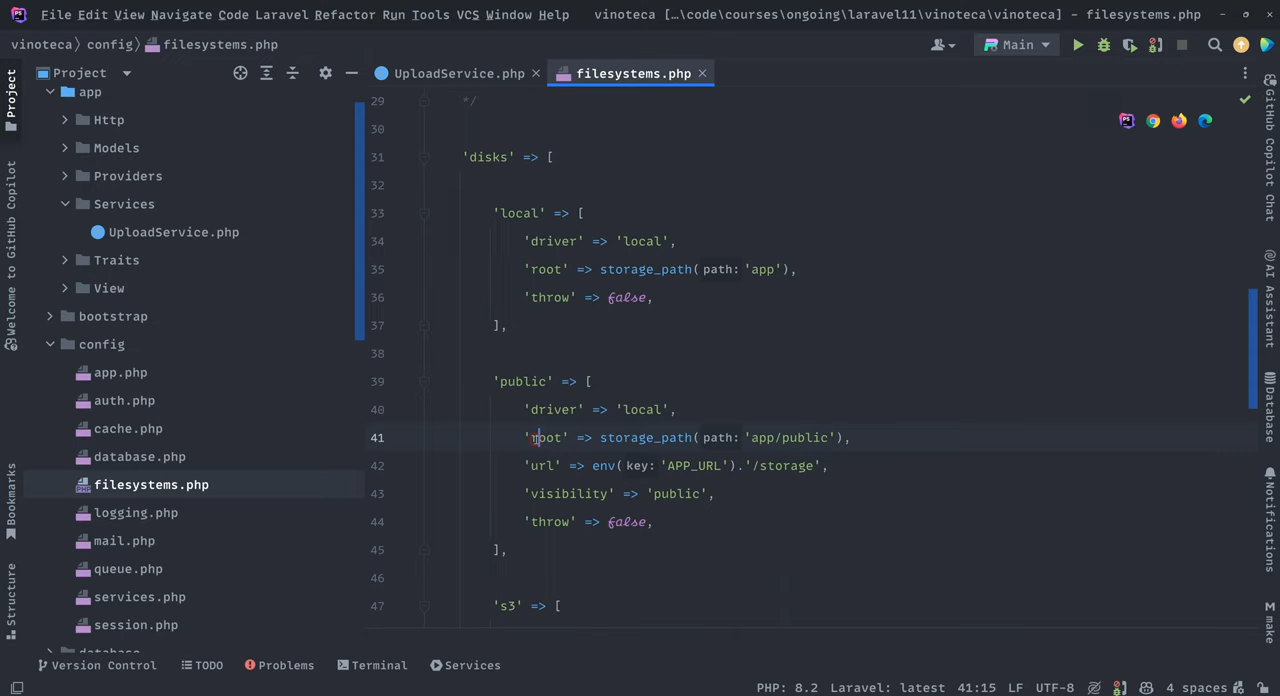 File Edit View Navigate Code Laravel Refactor Run Tools VCS Window Help vinoteca […\code\courses\ongoing\laravel11\vinoteca\vinoteca] – filesystems.php
vinoteca config filesystems.php
Main
Project
UploadService.php
filesystems.php
app
Http
Models
Providers
Services
UploadService.php
Traits
View
bootstrap
config
app.php
auth.php
cache.php
database.php
filesystems.php
logging.php
mail.php
queue.php
services.php
session.php
database
29 */
30
31 'disks' => [
32
33 'local' => [
34 'driver' => 'local',
35 'root' => storage_path( path: 'app'),
36 'throw' => false,
37 ],
38
39 'public' => [
40 'driver' => 'local',
41 'root' => storage_path( path: 'app/public'),
42 'url' => env( key: 'APP_URL').'/storage',
43 'visibility' => 'public',
44 'throw' => false,
45 ],
46
47 's3' => [
Project
Welcome to GitHub Copilot
Bookmarks
Structure
GitHub Copilot Chat
AI Assistant
Database
Notifications
make
Version Control TODO Problems Terminal Services
PHP: 8.2 Laravel: latest 41:15 LF UTF-8 4 spaces